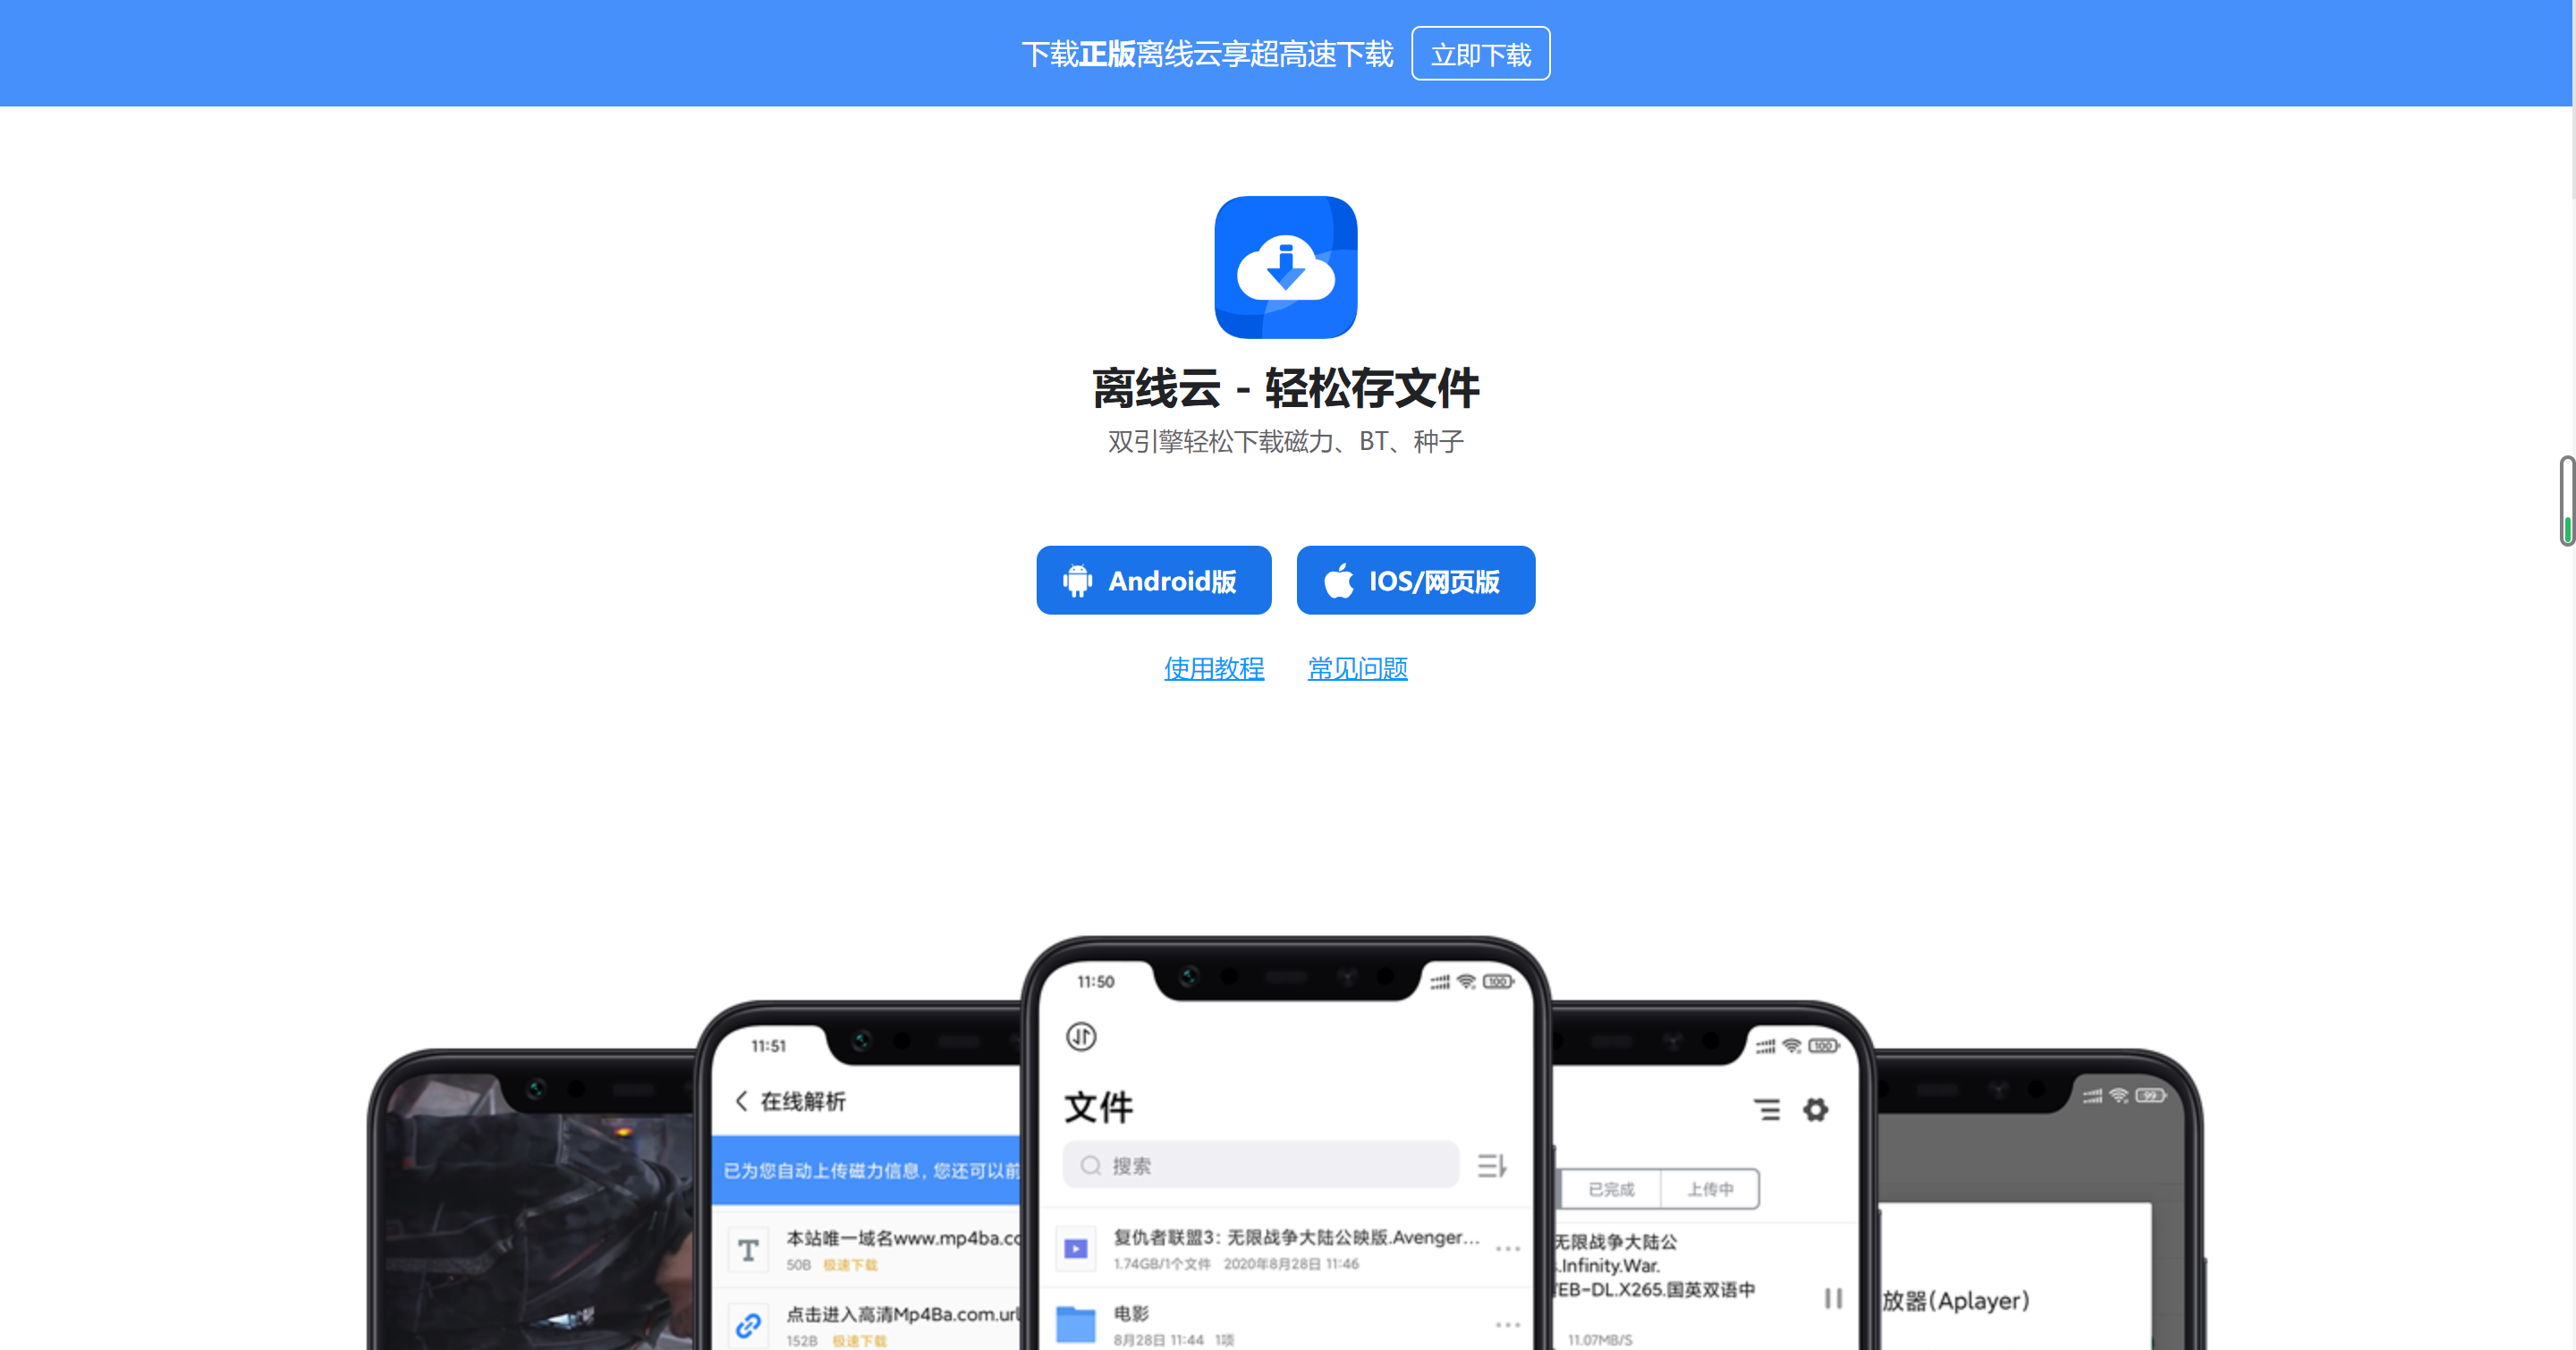 下载正版离线云享超高速下载 立即下载
离线云 - 轻松存文件
双引擎轻松下载磁力、BT、种子
Android版 IOS/网页版
使用教程 常见问题
11:51
在线解析
已为您自动上传磁力信息，您还可以前
本站唯一域名www.mp4ba.co
50B 极速下载
点击进入高清Mp4Ba.com.url
152B 极速下载
11:50
100
文件
搜索
复仇者联盟3：无限战争大陆公映版.Avenger...
1.74GB/1个文件 2020年8月28日 11:46
电影
8月28日 11:44 1项
100
已完成 上传中
无限战争大陆公
.Infinity.War.
EB-DL.X265.国英双语中
11.07MB/S
99
放器(Aplayer)